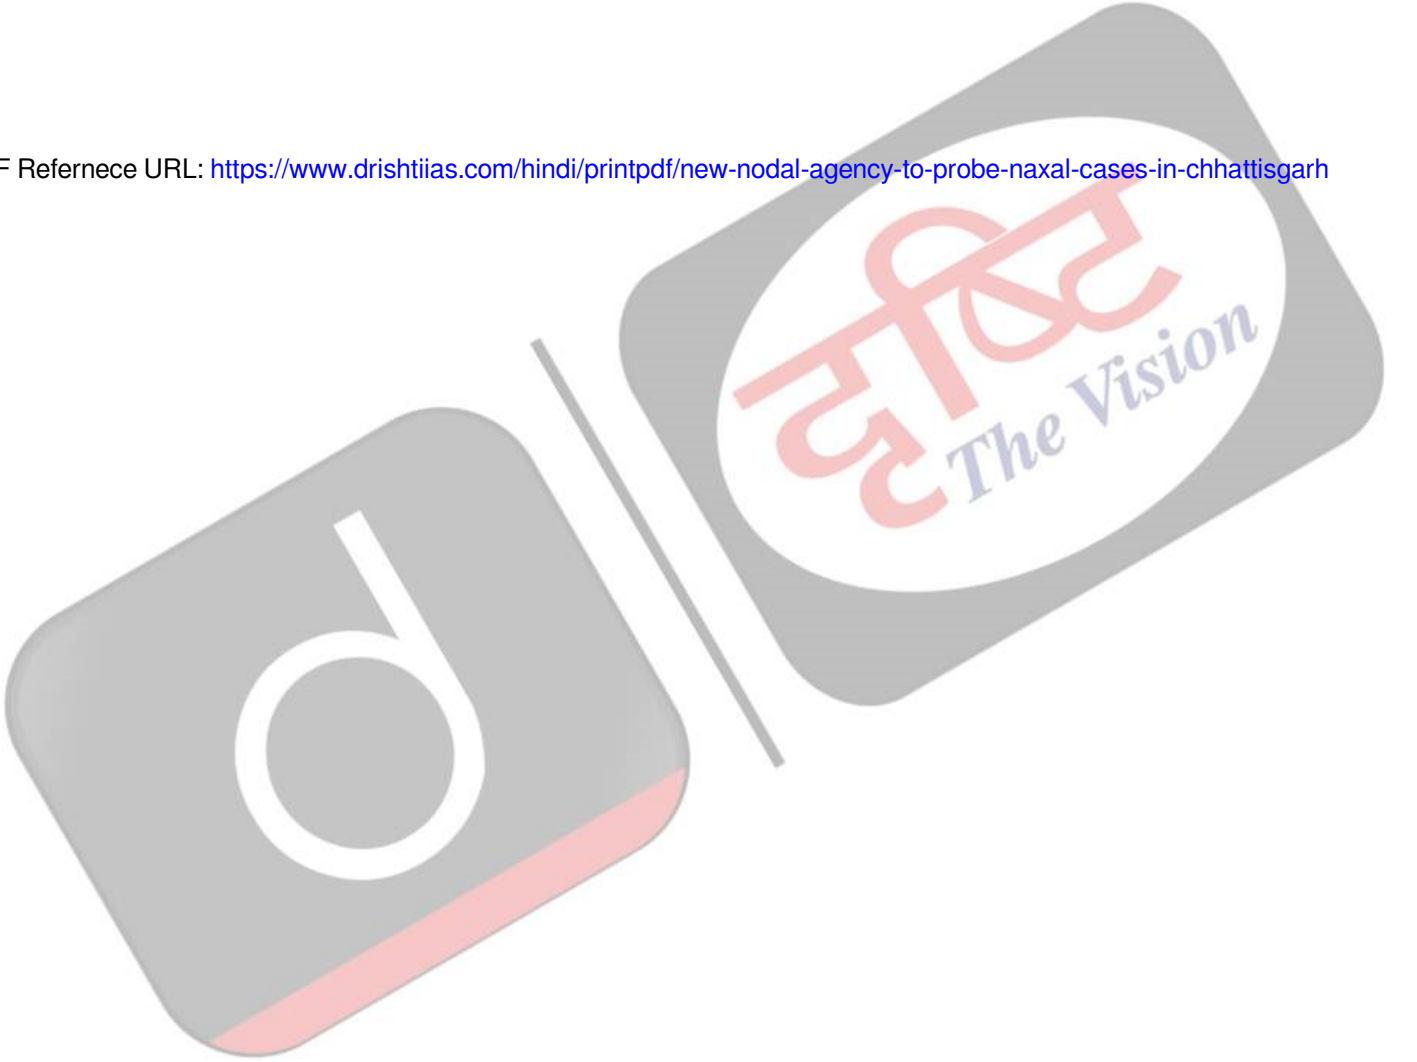 F Refernece URL: https://www.drishtiias.com/hindi/printpdf/new-nodal-agency-to-probe-naxal-cases-in-chhattisgarh
दृष्टि
The Vision
d